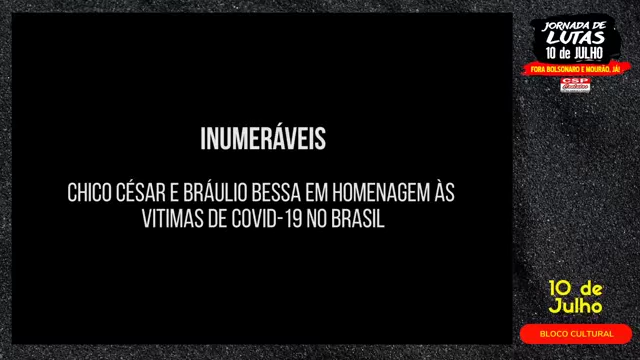 INUMERÁVEIS
CHICO CÉSAR E BRÁULIO BESSA EM HOMENAGEM ÀS
VITIMAS DE COVID-19 NO BRASIL
JORNADA DE
LUTAS
10 de JULHO
FORA BOLSONARO E MOURÃO, JÁ!
CSP
Conlutas
10 de
Julho
BLOCO CULTURAL